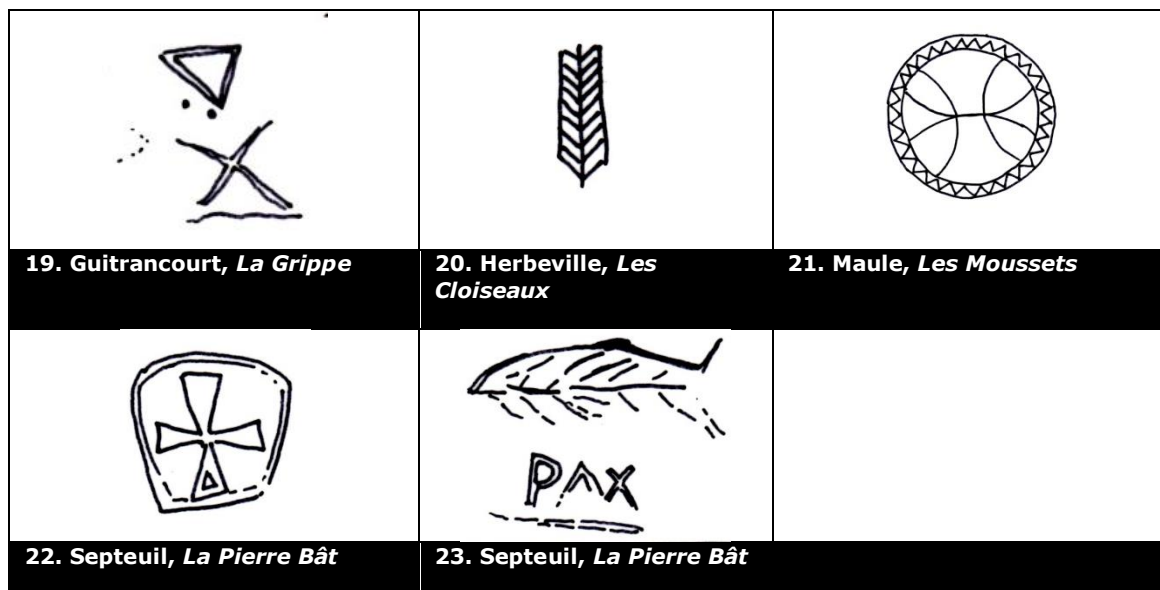 19. Guitrancourt, La Grippe
20. Herbeville, Les
Cloiseaux
21. Maule, Les Moussets
PAX
22. Septeuil, La Pierre Bât
23. Septeuil, La Pierre Bât